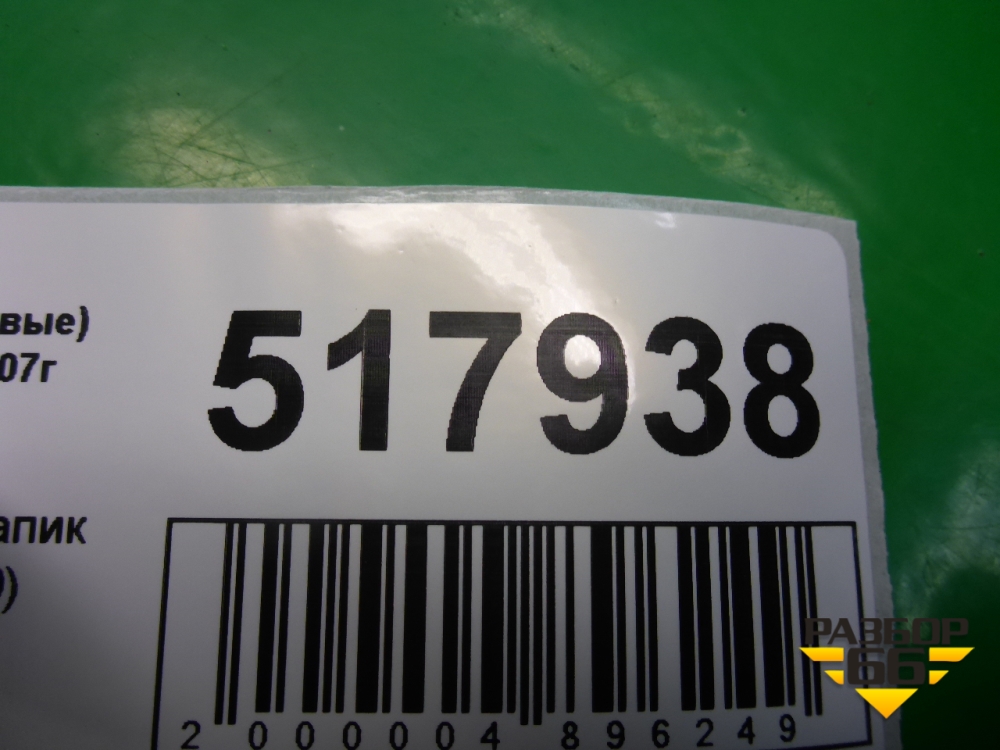 вые)
517938
07г
апик
)
2 000004 896249
РАЗБОР
66